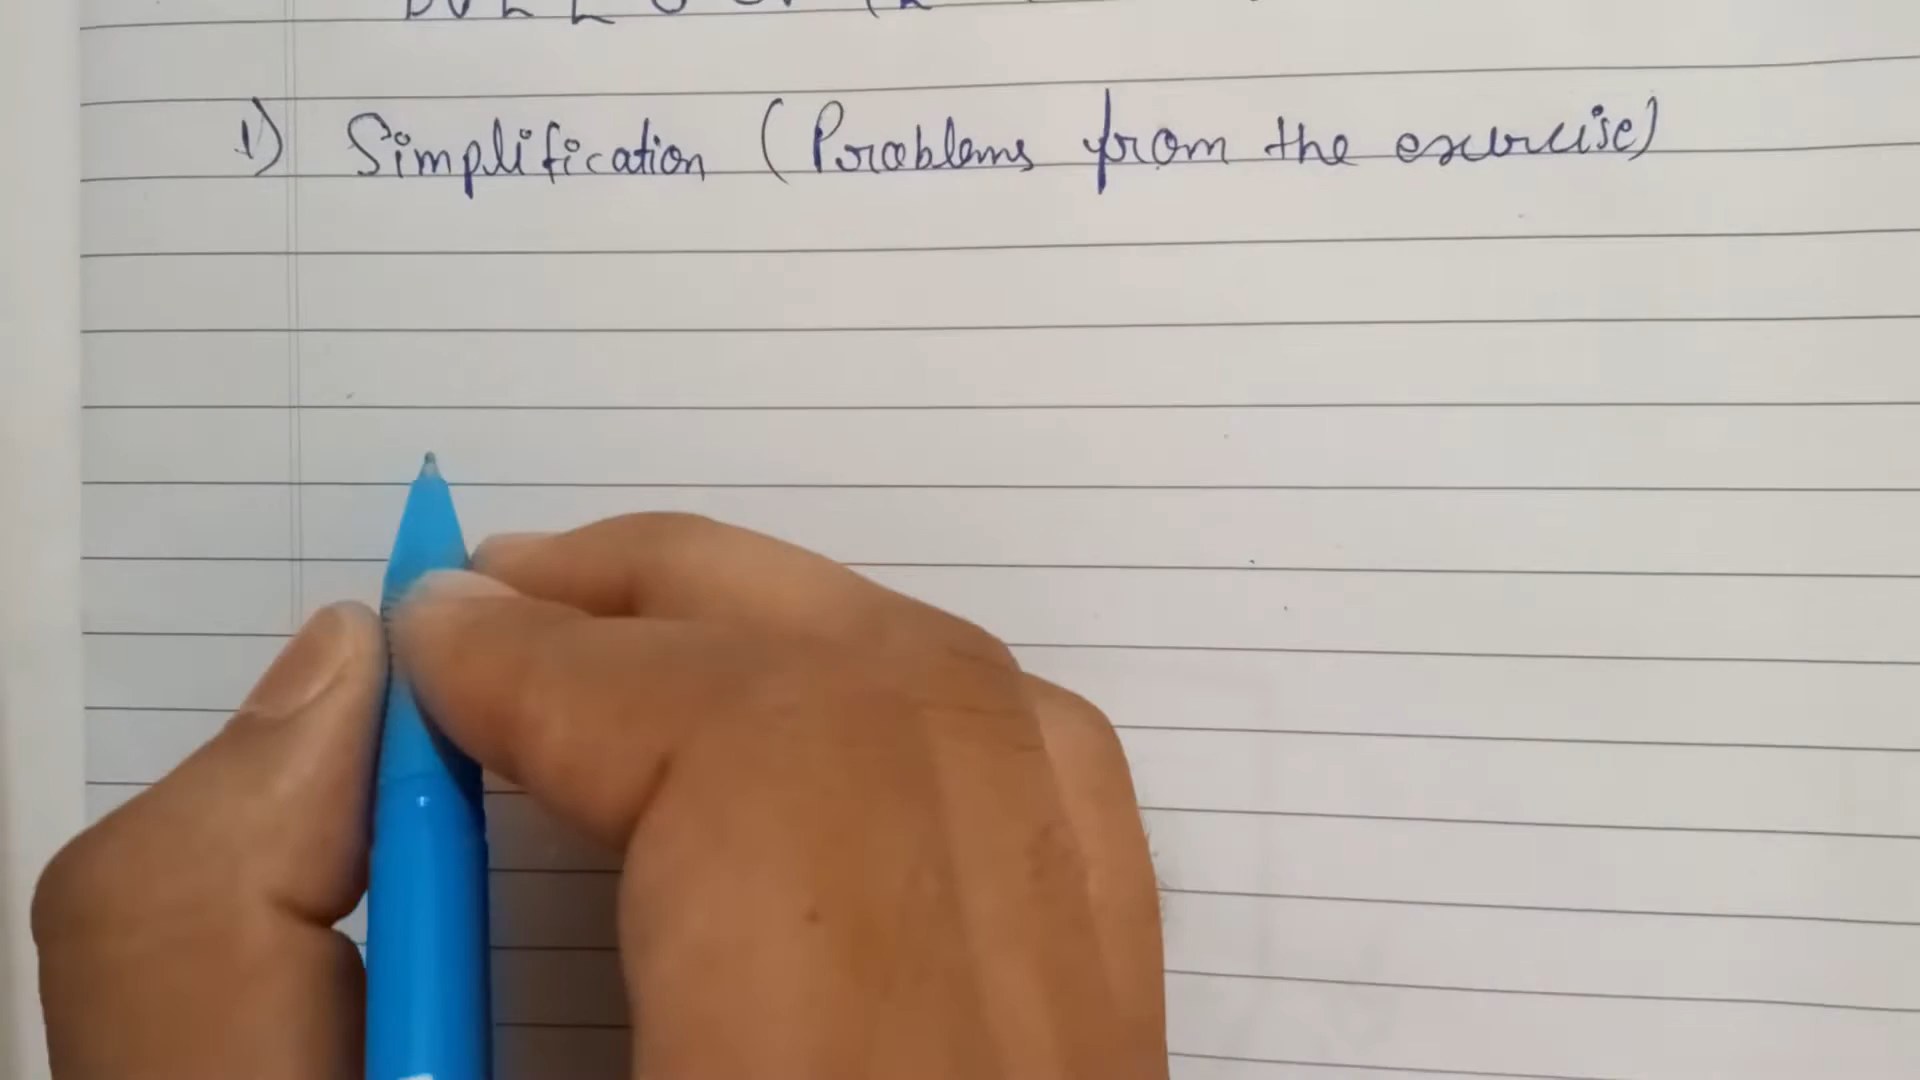 1) Simplification (Problems from the exercise)